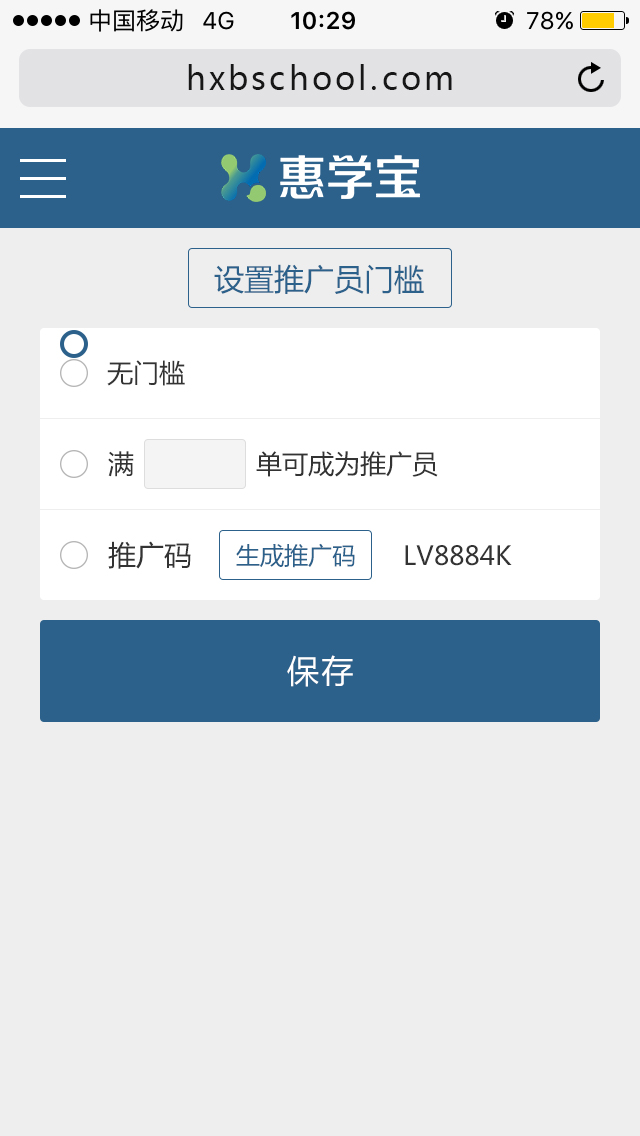 中国移动 4G 10:29 78%
hxbschool.com
惠学宝
设置推广员门槛
无门槛
满 单可成为推广员
推广码 生成推广码 LV8884K
保存